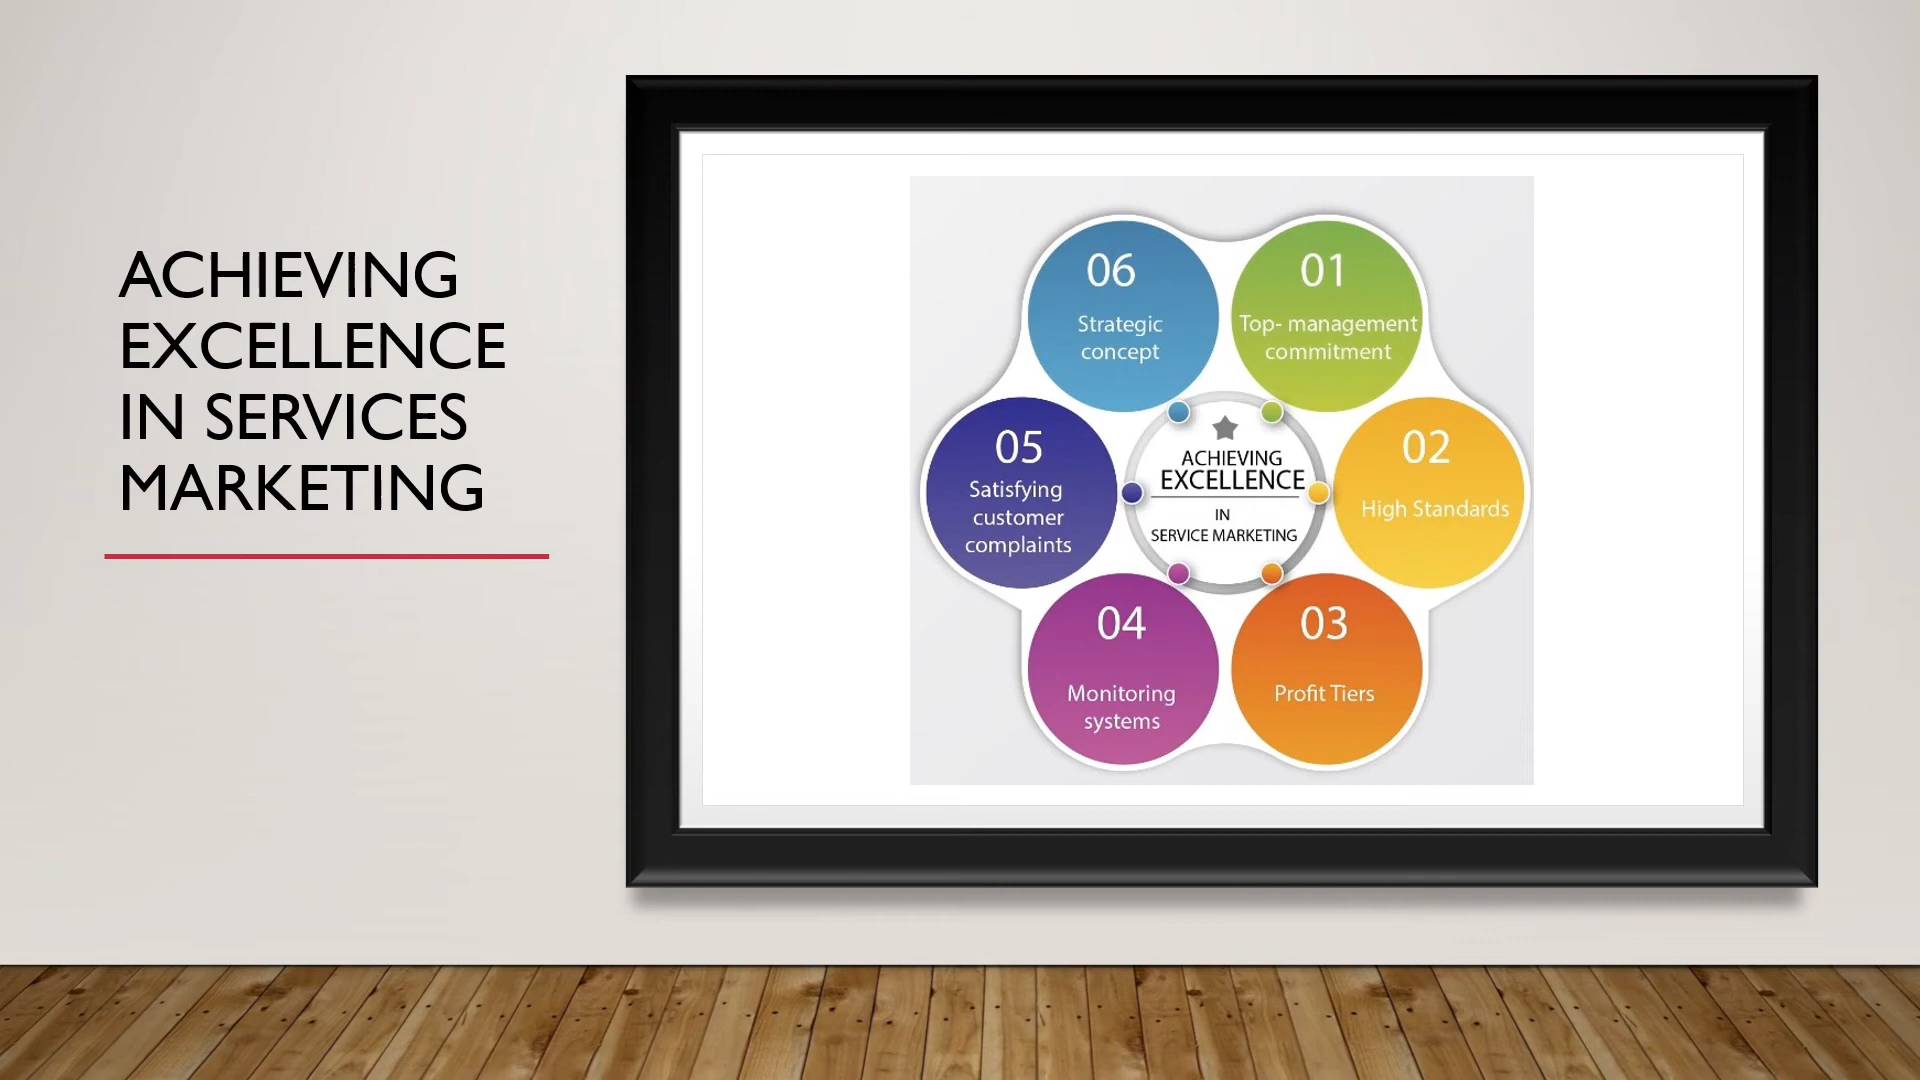 ACHIEVING
EXCELLENCE
IN SERVICES
MARKETING
01
Top- management
commitment
02
High Standards
03
Profit Tiers
04
Monitoring
systems
05
Satisfying
customer
complaints
06
Strategic
concept
ACHIEVING
EXCELLENCE
IN
SERVICE MARKETING